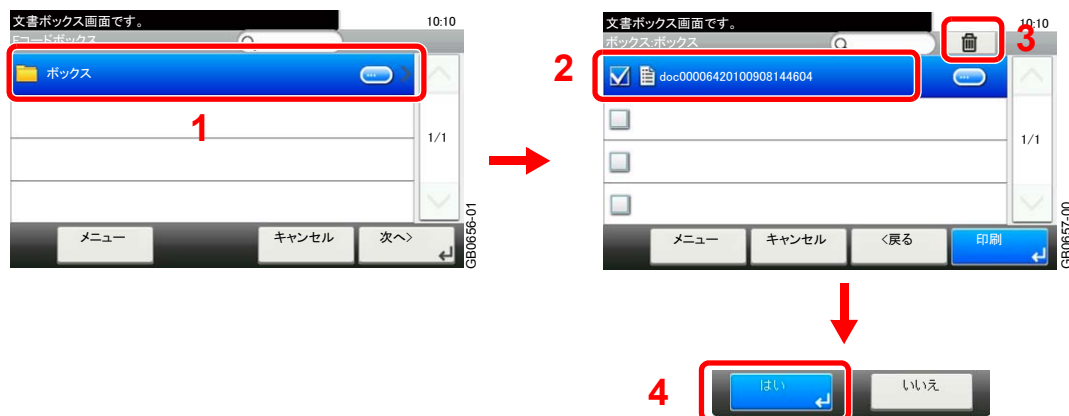 文書ボックス画面です。
10:10
Fコードボックス
ボックス
1
1/1
メニュー
キャンセル
次へ>
GB0656-01
文書ボックス画面です。
10:10
ボックス:ボックス
3
2
doc00006420100908144604
1/1
メニュー
キャンセル
<戻る
印刷
GB0657-00
4
はい
いいえ